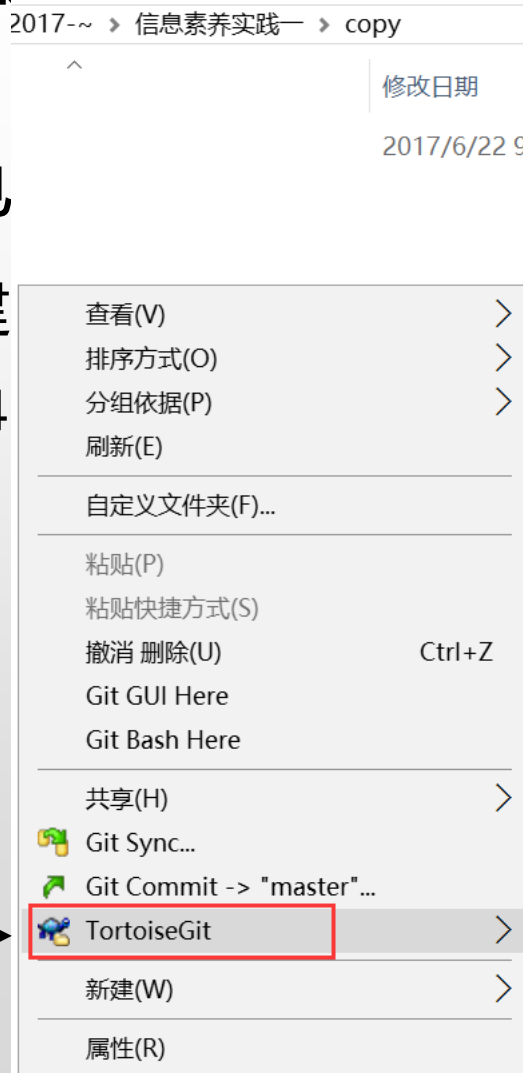 2017-~ > 信息素养实践一 > copy
修改日期
2017/6/22 9
查看(V)
排序方式(O)
分组依据(P)
刷新(E)
自定义文件夹(F)...
粘贴(P)
粘贴快捷方式(S)
撤消 删除(U) Ctrl+Z
Git GUI Here
Git Bash Here
共享(H)
Git Sync...
Git Commit -> "master"...
TortoiseGit
新建(W)
属性(R)